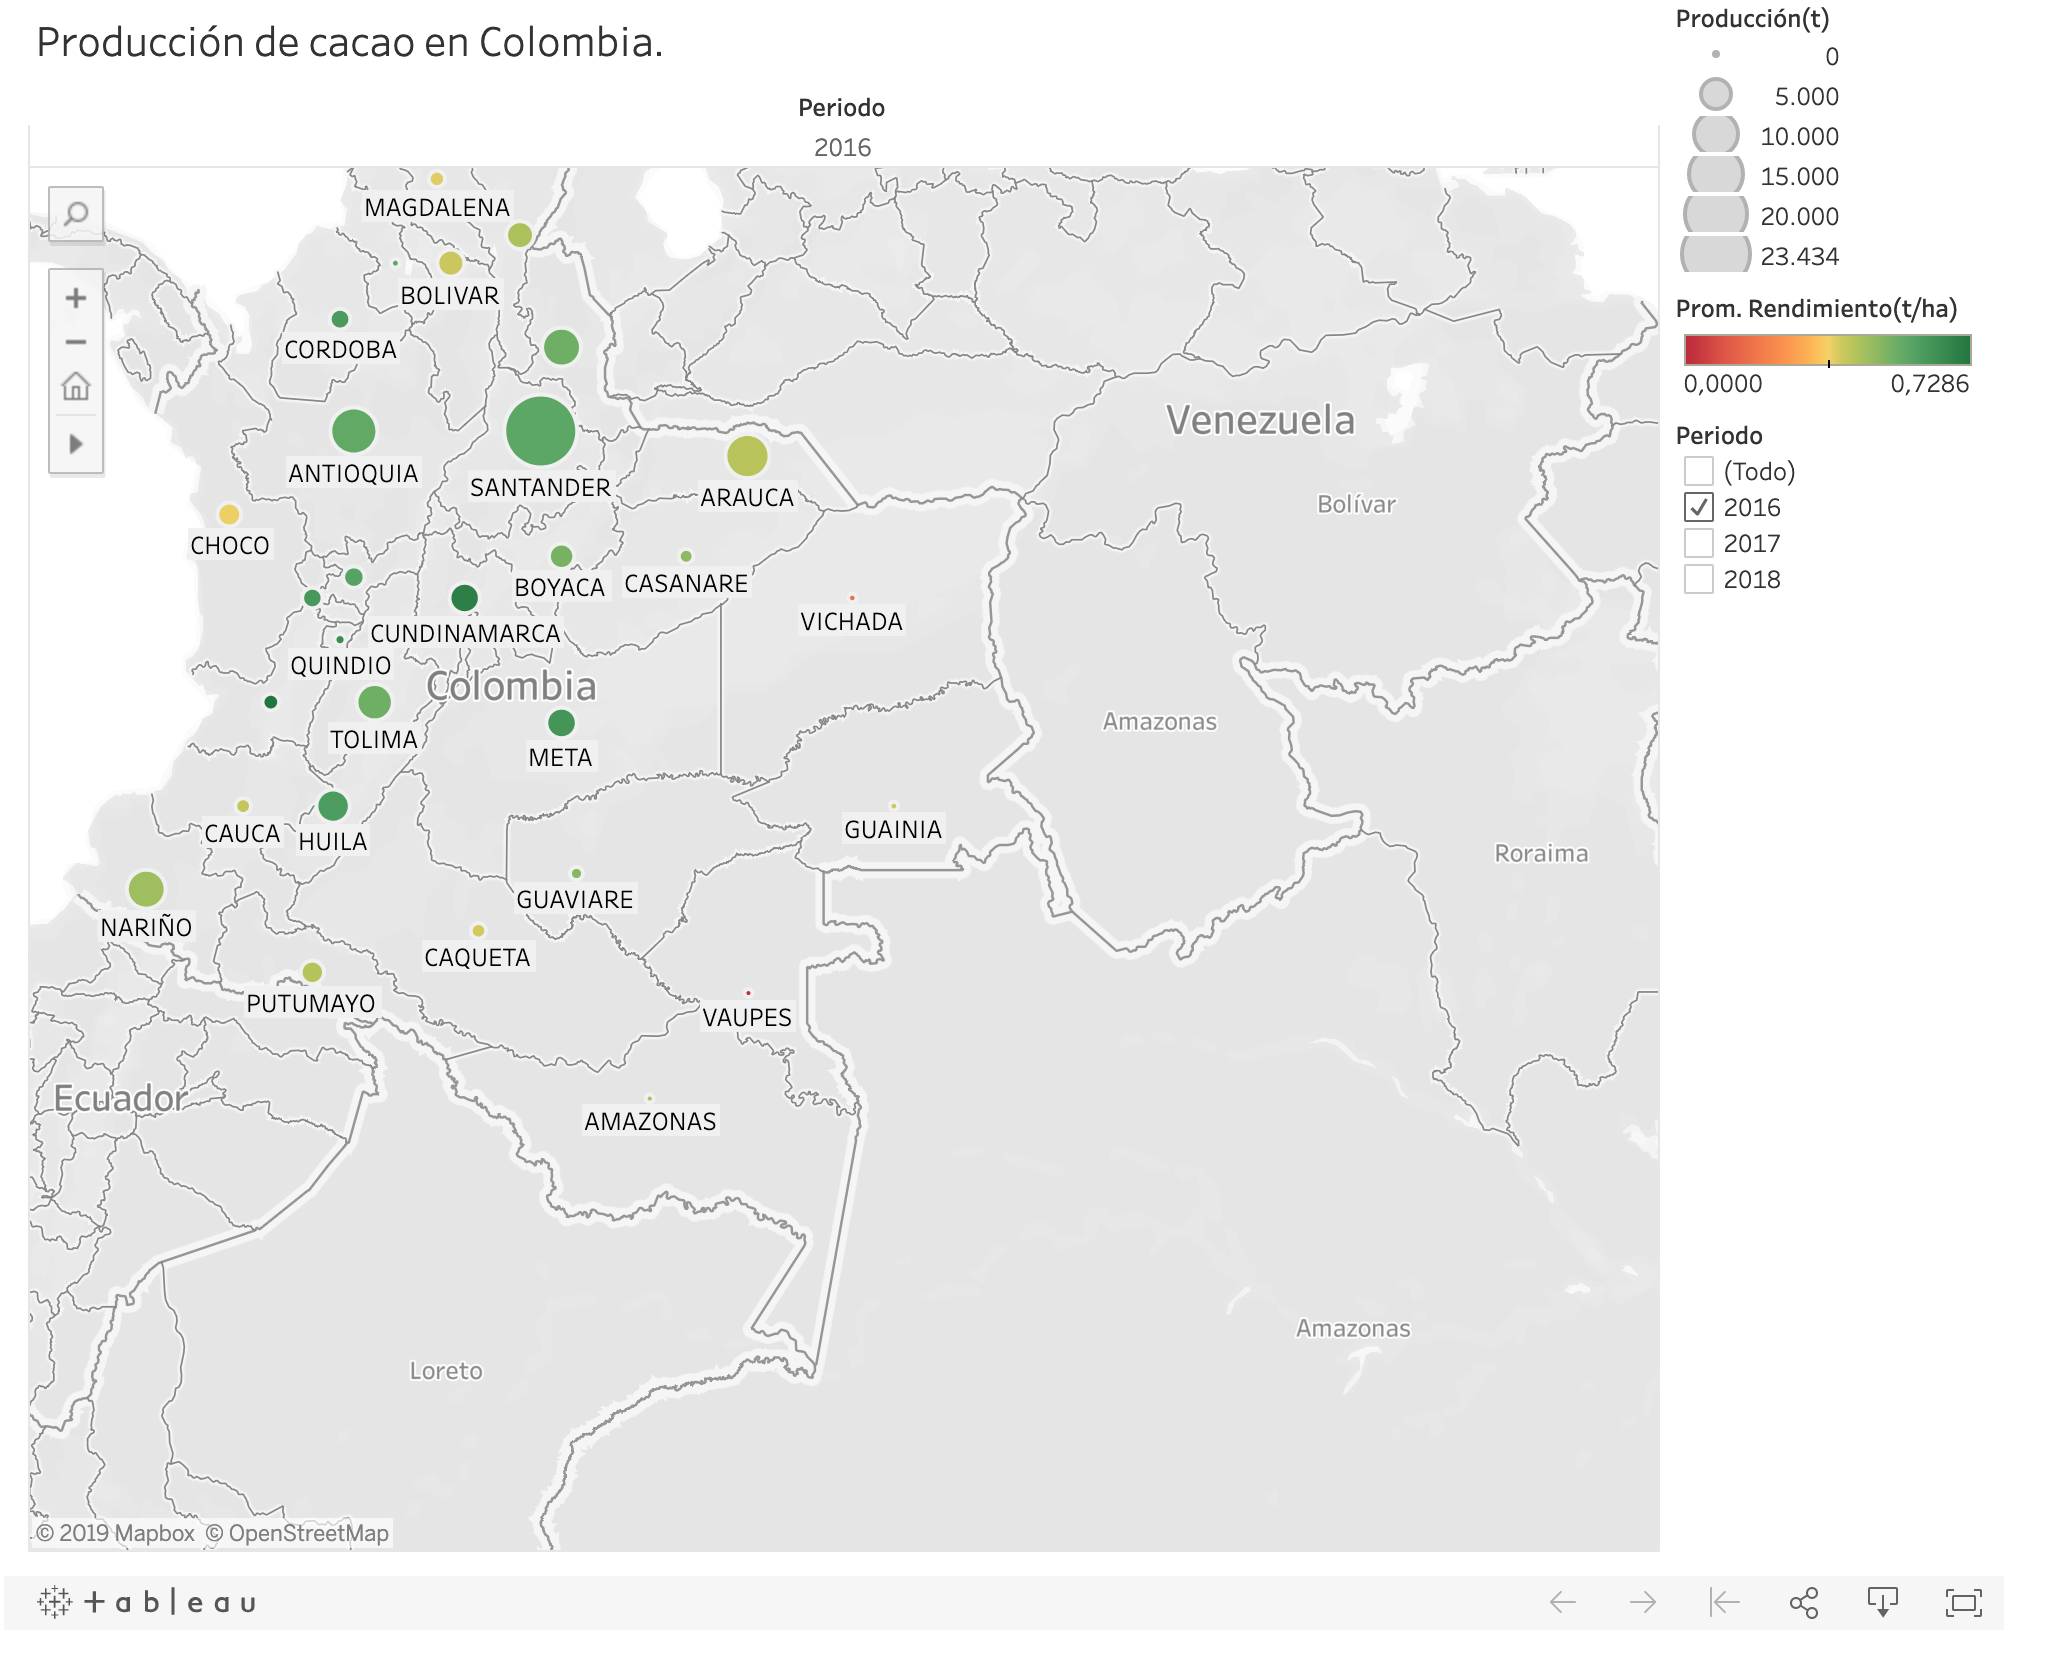 Producción de cacao en Colombia.
Periodo
2016
MAGDALENA
BOLIVAR
CORDOBA
ANTIOQUIA
SANTANDER
ARAUCA
Venezuela
Bolívar
CHOCO
BOYACA
CASANARE
VICHADA
CUNDINAMARCA
QUINDIO
Colombia
TOLIMA
META
Amazonas
CAUCA
HUILA
GUAINIA
Roraima
NARIÑO
GUAVIARE
CAQUETA
PUTUMAYO
VAUPES
Ecuador
AMAZONAS
Loreto
Amazonas
© 2019 Mapbox © OpenStreetMap
Producción(t)
0
5.000
10.000
15.000
20.000
23.434
Prom. Rendimiento(t/ha)
0,0000 0,7286
Periodo
(Todo)
2016
2017
2018
+ableau